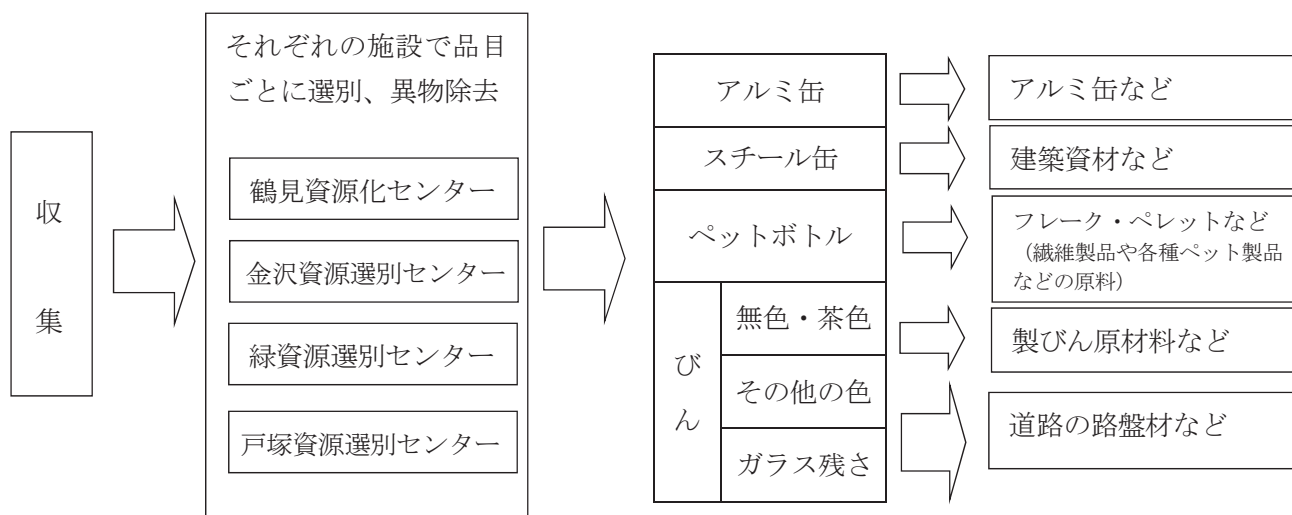 収
集
それぞれの施設で品目
ごとに選別、異物除去
鶴見資源化センター
金沢資源選別センター
緑資源選別センター
戸塚資源選別センター
アルミ缶
スチール缶
ペットボトル
びん
無色・茶色
その他の色
ガラス残さ
アルミ缶など
建築資材など
フレーク・ペレットなど
（繊維製品や各種ペット製品
などの原料）
製びん原材料など
道路の路盤材など